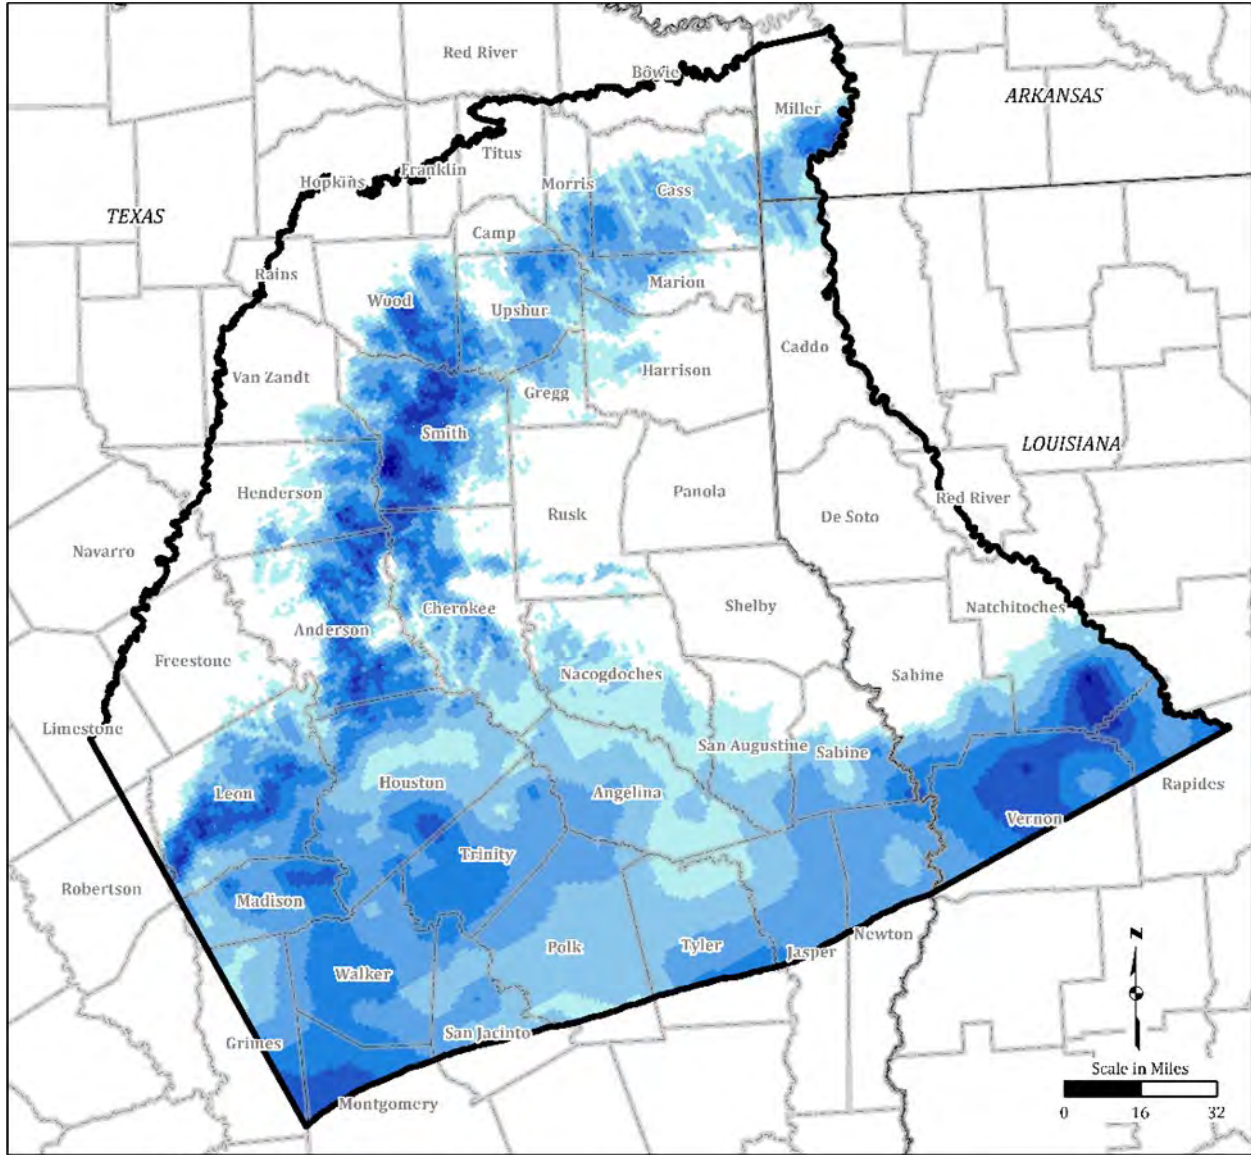 Red River
Bowie
ARKANSAS
Miller
Titus
Franklin
Hopkins
Morris
Cass
TEXAS
Camp
Rains
Marion
Wood
Upshur
Caddo
Harrison
Van Zandt
Gregg
Smith
LOUISIANA
Henderson
Panola
Red River
Rusk
De Soto
Navarro
Shelby
Natchitoches
Cherokee
Anderson
Freestone
Nacogdoches
Sabine
Limestone
San Augustine
Sabine
Houston
Leon
Angelina
Rapides
Vernon
Trinity
Robertson
Madison
Newton
N
Polk
Tyler
Jasper
Walker
San Jacinto
Grimes
Scale in Miles
Montgomery
0 16 32